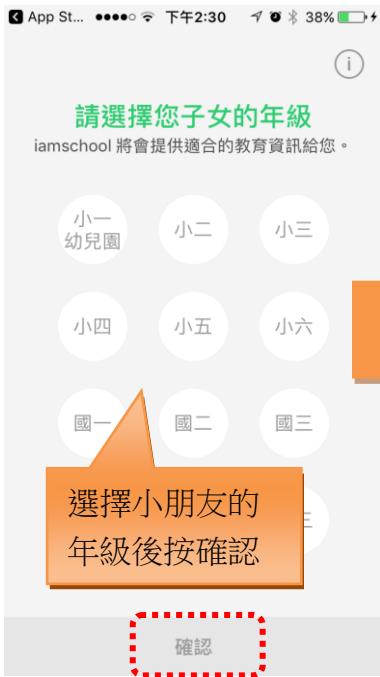 App St... 下午2:30 38%
請選擇您子女的年級
iamschool 將會提供適合的教育資訊給您。
小一 小二 小三
幼兒園
小四 小五 小六
國一 國二 國三
選擇小朋友的
年級後按確認
確認